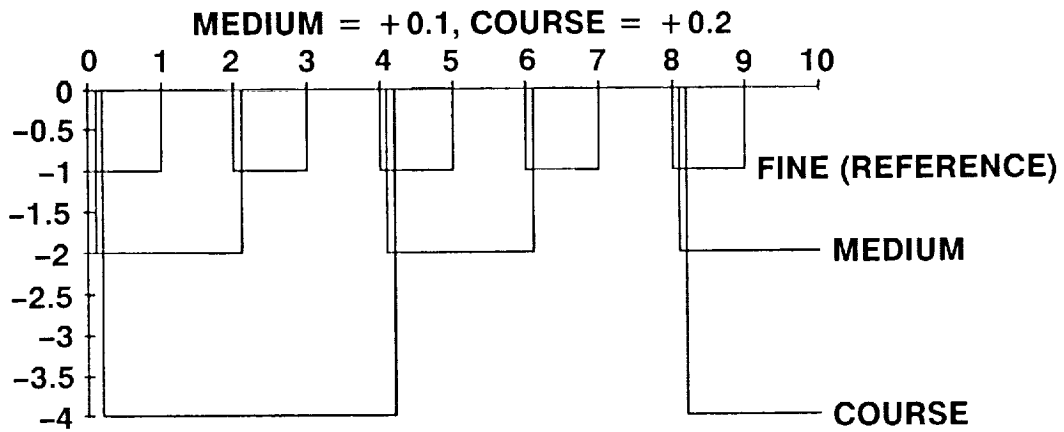 MEDIUM = +0.1, COURSE = +0.2
0 1 2 3 4 5 6 7 8 9 10
0
-0.5
-1
FINE (REFERENCE)
-1.5
-2
MEDIUM
-2.5
-3
-3.5
-4
COURSE